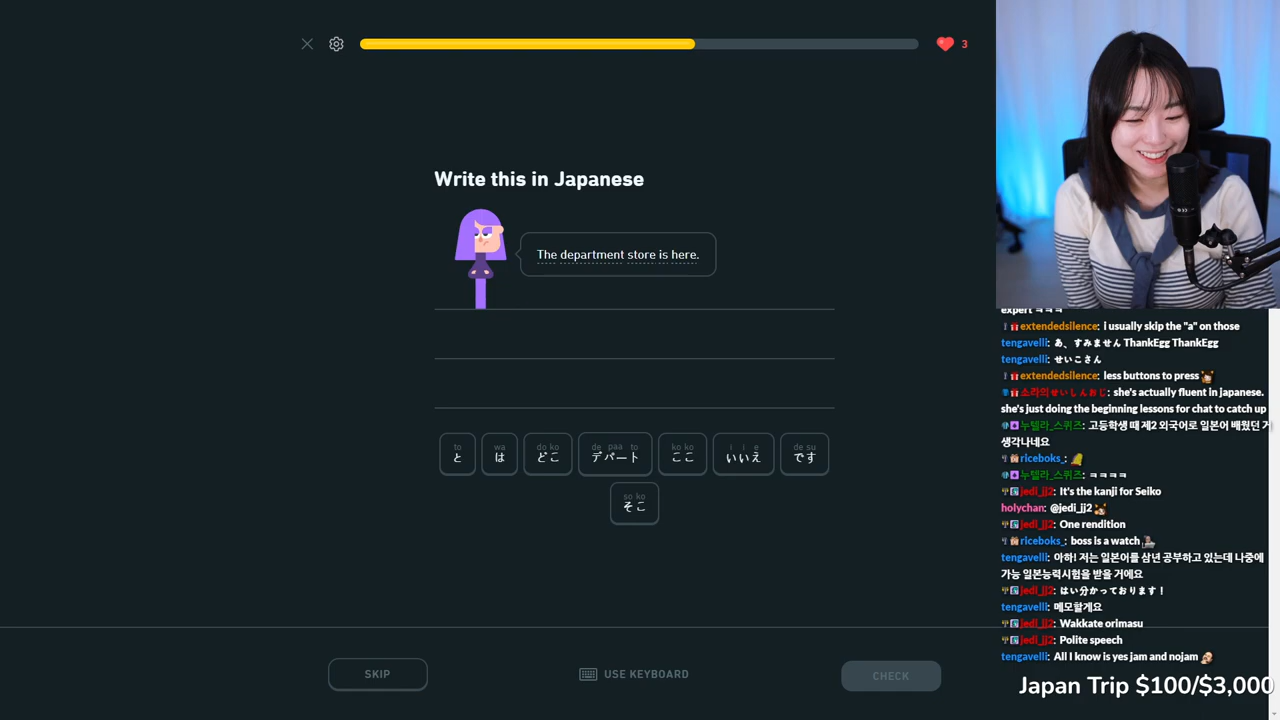 3
Write this in Japanese
The department store is here.
to wa do ko de paa to ko ko i i e de su
と は どこ デパート ここ いいえ です
so ko
そこ
SKIP
USE KEYBOARD
CHECK
expert ㅋㅋㅋ
extendedsilence: i usually skip the "a" on those
tengavelli: あ、すみません ThankEgg ThankEgg
tengavelli: せいこさん
extendedsilence: less buttons to press
소라의せいしんおじ: she's actually fluent in japanese.
she's just doing the beginning lessons for chat to catch up
누텔라_스퀴즈: 고등학생 때 제2 외국어로 일본어 배웠던 거
생각나네요
riceboks_:
누텔라_스퀴즈: ㅋㅋㅋㅋ
jedi_jj2: It's the kanji for Seiko
holychan: @jedi_jj2
jedi_jj2: One rendition
riceboks_: boss is a watch
tengavelli: 아하! 저는 일본어를 삼년 공부하고 있는데 나중에
가능 일본능력시험을 받을 거에요
jedi_jj2: はい分かっております！
tengavelli: 메모할게요
jedi_jj2: Wakkate orimasu
jedi_jj2: Polite speech
tengavelli: All I know is yes jam and nojam
Japan Trip $100/$3,000